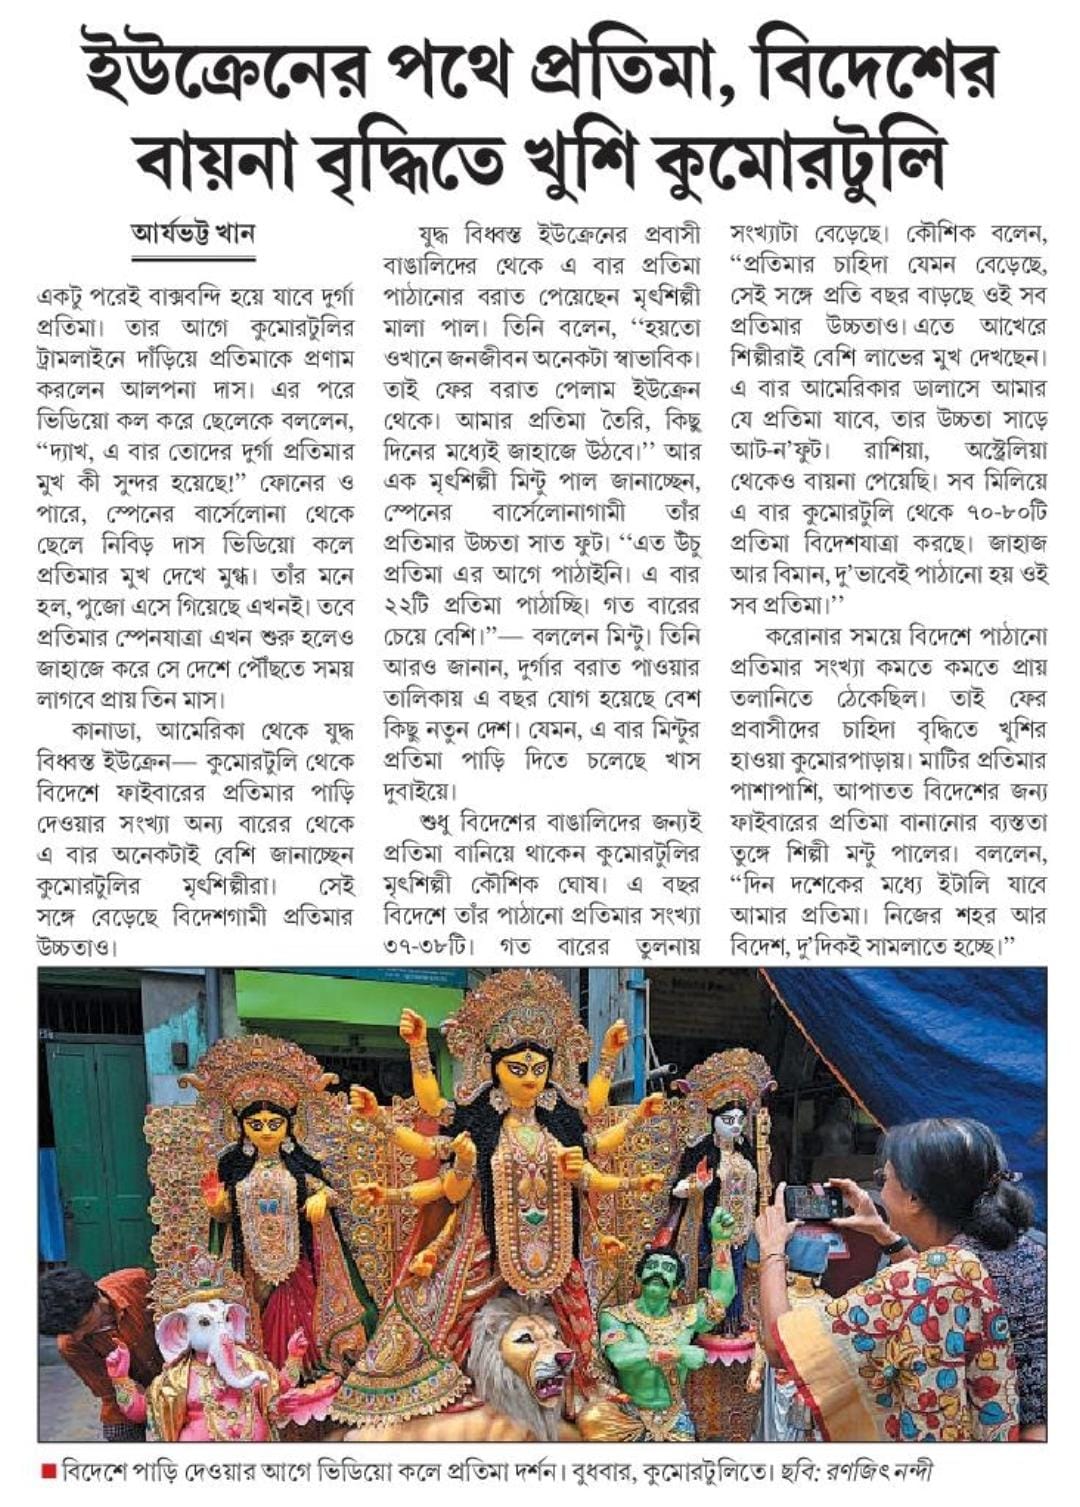 ইউক্রেনের পথে প্রতিমা, বিদেশের
বায়না বৃদ্ধিতে খুশি কুমোরটুলি
আর্যভট্ট খান
একটু পরেই বাক্সবন্দি হয়ে যাবে দুর্গা
প্রতিমা। তার আগে কুমোরটুলির
ট্রামলাইনে দাঁড়িয়ে প্রতিমাকে প্রণাম
করলেন আলপনা দাস। এর পরে
ভিডিয়ো কল করে ছেলেকে বললেন,
“দ্যাখ, এ বার তোদের দুর্গা প্রতিমার
মুখ কী সুন্দর হয়েছে!” ফোনের ও
পারে, স্পেনের বার্সেলোনা থেকে
ছেলে নিবিড় দাস ভিডিয়ো কলে
প্রতিমার মুখ দেখে মুগ্ধ। তাঁর মনে
হল, পুজো এসে গিয়েছে এখনই। তবে
প্রতিমার স্পেনযাত্রা এখন শুরু হলেও
জাহাজে করে সে দেশে পৌঁছতে সময়
লাগবে প্রায় তিন মাস।
কানাডা, আমেরিকা থেকে যুদ্ধ
বিধ্বস্ত ইউক্রেন— কুমোরটুলি থেকে
বিদেশে ফাইবারের প্রতিমার পাড়ি
দেওয়ার সংখ্যা অন্য বারের থেকে
এ বার অনেকটাই বেশি জানাচ্ছেন
কুমোরটুলির মৃৎশিল্পীরা। সেই
সঙ্গে বেড়েছে বিদেশগামী প্রতিমার
উচ্চতাও।
যুদ্ধ বিধ্বস্ত ইউক্রেনের প্রবাসী
বাঙালিদের থেকে এ বার প্রতিমা
পাঠানোর বরাত পেয়েছেন মৃৎশিল্পী
মালা পাল। তিনি বলেন, ‘‘হয়তো
ওখানে জনজীবন অনেকটা স্বাভাবিক।
তাই ফের বরাত পেলাম ইউক্রেন
থেকে। আমার প্রতিমা তৈরি, কিছু
দিনের মধ্যেই জাহাজে উঠবে।’’ আর
এক মৃৎশিল্পী মিন্টু পাল জানাচ্ছেন,
স্পেনের বার্সেলোনাগামী তাঁর
প্রতিমার উচ্চতা সাত ফুট। ‘‘এত উঁচু
প্রতিমা এর আগে পাঠাইনি। এ বার
২২টি প্রতিমা পাঠাচ্ছি। গত বারের
চেয়ে বেশি।”— বললেন মিন্টু। তিনি
আরও জানান, দুর্গার বরাত পাওয়ার
তালিকায় এ বছর যোগ হয়েছে বেশ
কিছু নতুন দেশ। যেমন, এ বার মিন্টুর
প্রতিমা পাড়ি দিতে চলেছে খাস
দুবাইয়ে।
শুধু বিদেশের বাঙালিদের জন্যই
প্রতিমা বানিয়ে থাকেন কুমোরটুলির
মৃৎশিল্পী কৌশিক ঘোষ। এ বছর
বিদেশে তাঁর পাঠানো প্রতিমার সংখ্যা
৩৭-৩৮টি। গত বারের তুলনায়
সংখ্যাটা বেড়েছে। কৌশিক বলেন,
“প্রতিমার চাহিদা যেমন বেড়েছে,
সেই সঙ্গে প্রতি বছর বাড়ছে ওই সব
প্রতিমার উচ্চতাও। এতে আখেরে
শিল্পীরাই বেশি লাভের মুখ দেখছেন।
এ বার আমেরিকার ডালাসে আমার
যে প্রতিমা যাবে, তার উচ্চতা সাড়ে
আট-ন’ফুট। রাশিয়া, অস্ট্রেলিয়া
থেকেও বায়না পেয়েছি। সব মিলিয়ে
এ বার কুমোরটুলি থেকে ৭০-৮০টি
প্রতিমা বিদেশযাত্রা করছে। জাহাজ
আর বিমান, দু’ভাবেই পাঠানো হয় ওই
সব প্রতিমা।’’
করোনার সময়ে বিদেশে পাঠানো
প্রতিমার সংখ্যা কমতে কমতে প্রায়
তলানিতে ঠেকেছিল। তাই ফের
প্রবাসীদের চাহিদা বৃদ্ধিতে খুশির
হাওয়া কুমোরপাড়ায়। মাটির প্রতিমার
পাশাপাশি, আপাতত বিদেশের জন্য
ফাইবারের প্রতিমা বানানোর ব্যস্ততা
তুঙ্গে শিল্পী মন্টু পালের। বললেন,
“দিন দশেকের মধ্যে ইটালি যাবে
আমার প্রতিমা। নিজের শহর আর
বিদেশ, দু’দিকই সামলাতে হচ্ছে।”
বিদেশে পাড়ি দেওয়ার আগে ভিডিয়ো কলে প্রতিমা দর্শন। বুধবার, কুমোরটুলিতে। ছবি: রণজিৎ নন্দী